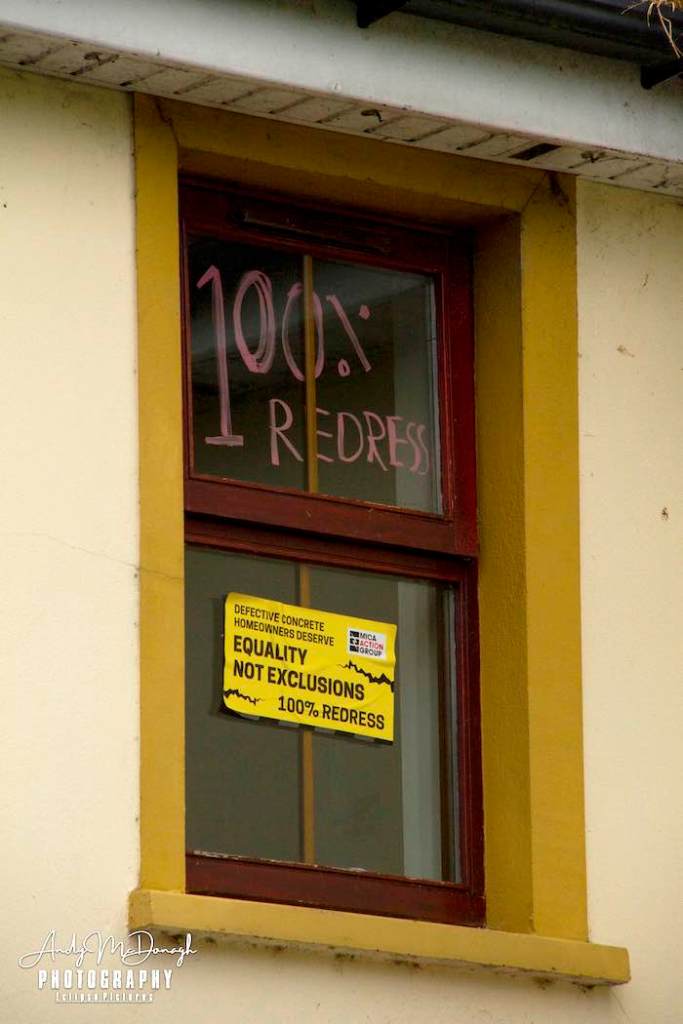 100%
REDRESS
DEFECTIVE CONCRETE
HOMEOWNERS DESERVE
EQUALITY
NOT EXCLUSIONS
100% REDRESS
MICA
ACTION
GROUP
Andy McDonagh
PHOTOGRAPHY
Eclipse Pictures